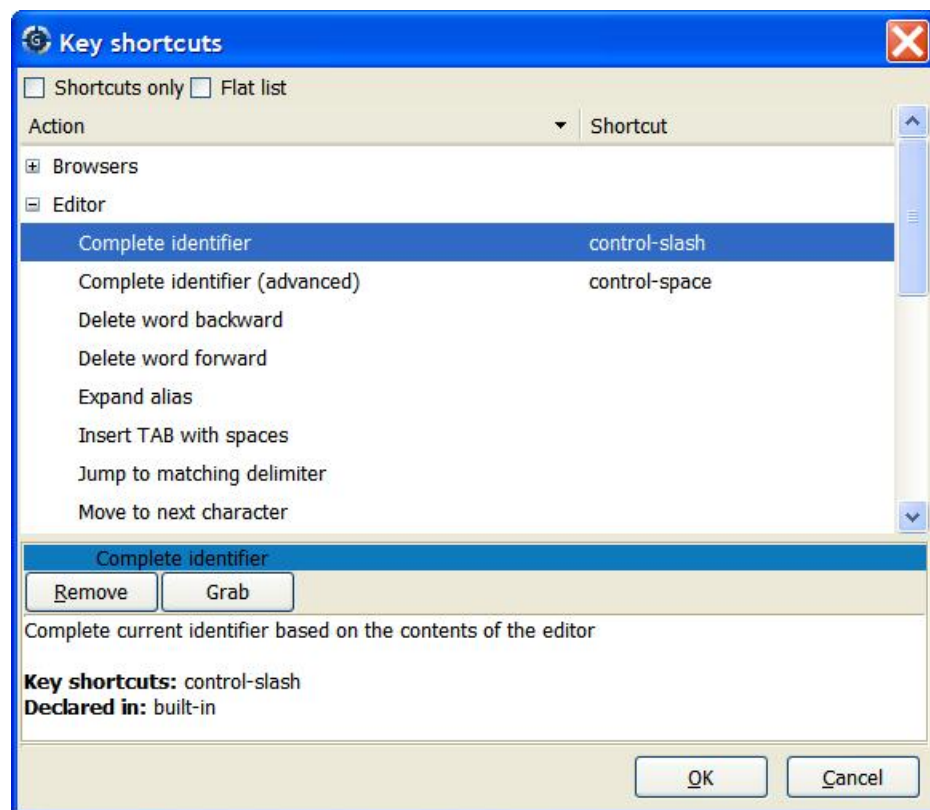 Key shortcuts
Shortcuts only Flat list
Action Shortcut
Browsers
Editor
Complete identifier control-slash
Complete identifier (advanced) control-space
Delete word backward
Delete word forward
Expand alias
Insert TAB with spaces
Jump to matching delimiter
Move to next character
Complete identifier
Remove Grab
Complete current identifier based on the contents of the editor
Key shortcuts: control-slash
Declared in: built-in
OK Cancel